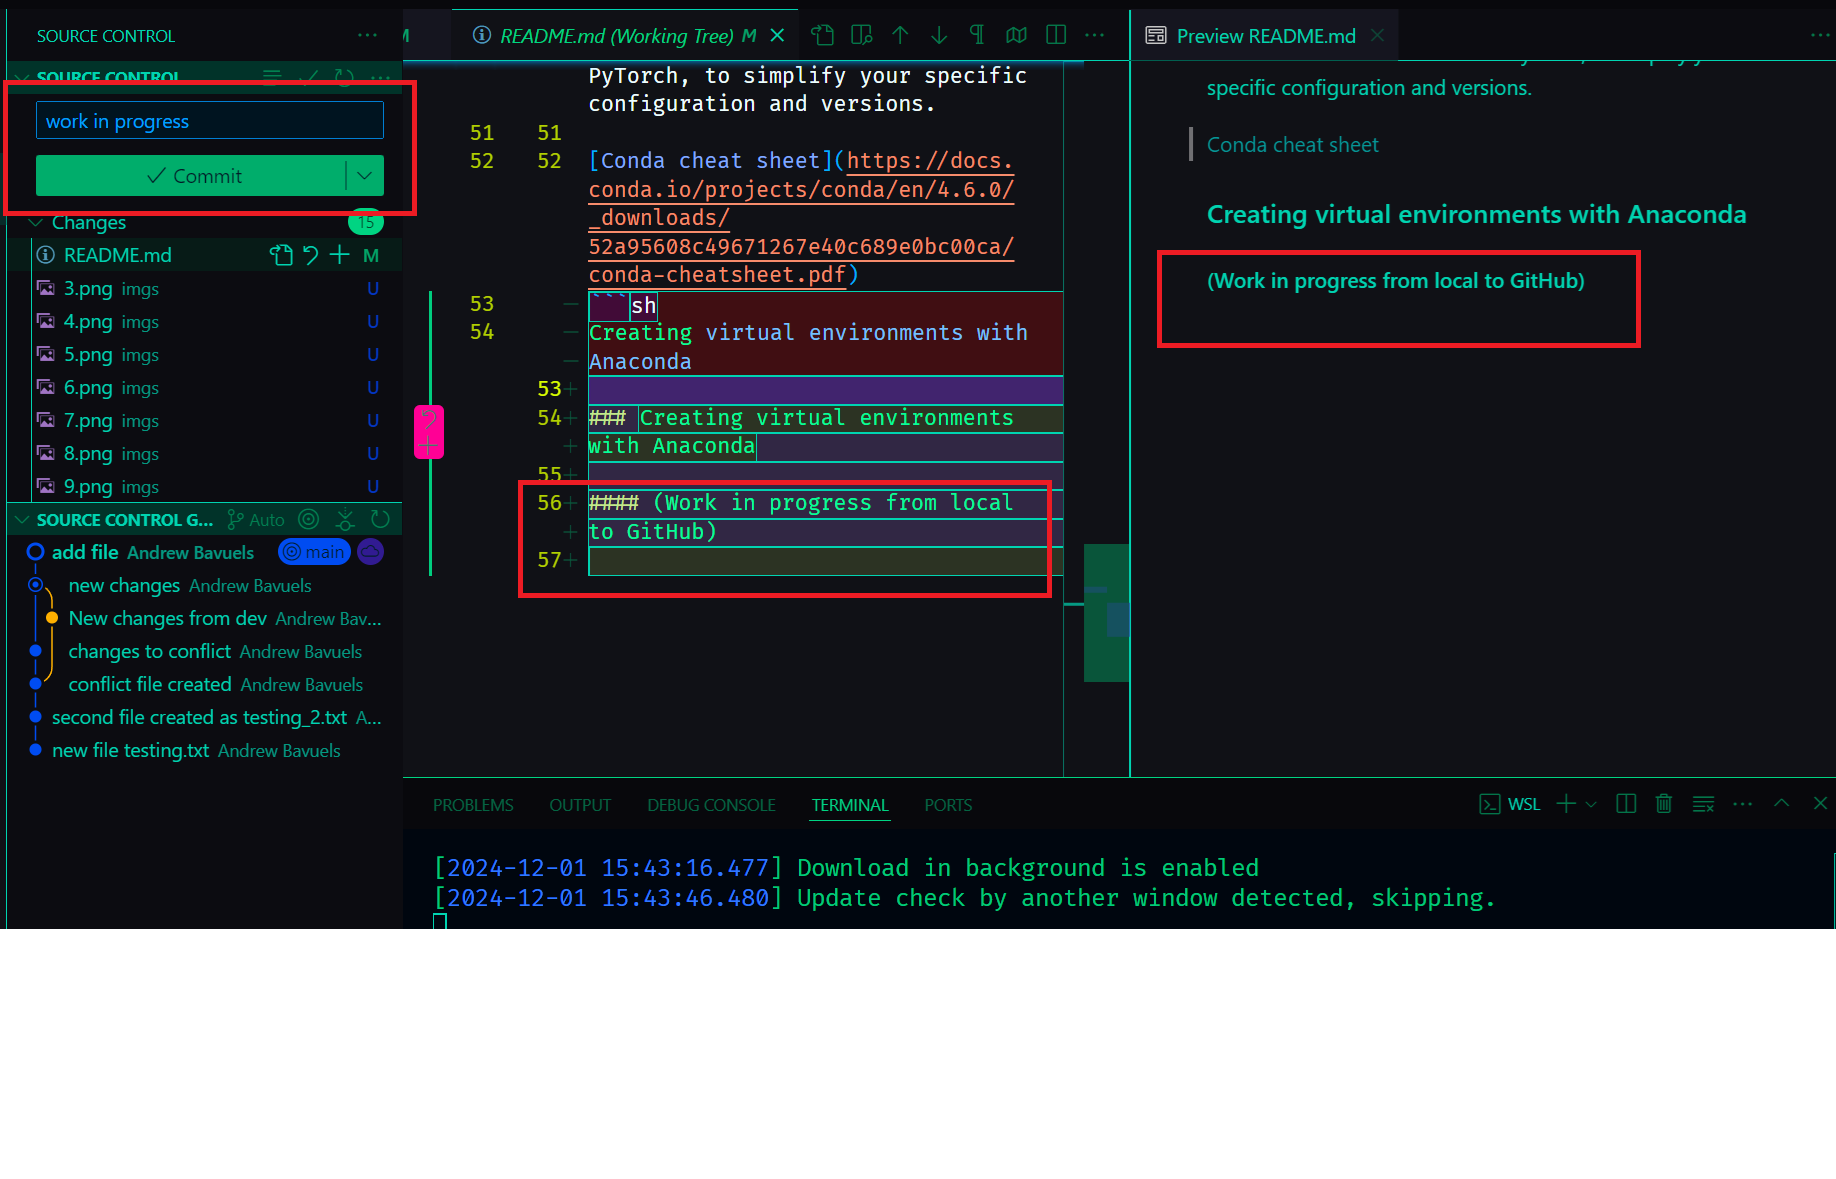 SOURCE CONTROL
SOURCE CONTROL
work in progress
Commit
Changes
15
README.md
M
3.png imgs U
4.png imgs U
5.png imgs U
6.png imgs U
7.png imgs U
8.png imgs U
9.png imgs U
SOURCE CONTROL G... Auto
add file Andrew Bavuels main
new changes Andrew Bavuels
New changes from dev Andrew Bav...
changes to conflict Andrew Bavuels
conflict file created Andrew Bavuels
second file created as testing_2.txt A...
new file testing.txt Andrew Bavuels
M
README.md (Working Tree) M
PyTorch, to simplify your specific
configuration and versions.
51 51
52 52 [Conda cheat sheet](https://docs.
conda.io/projects/conda/en/4.6.0/
_downloads/
52a95608c49671267e40c689e0bc00ca/
conda-cheatsheet.pdf)
53 — ```sh
54 — Creating virtual environments with
— Anaconda
53+
54+ ### Creating virtual environments
+ with Anaconda
55+
56+ #### (Work in progress from local
+ to GitHub)
57+
Preview README.md
specific configuration and versions.
Conda cheat sheet
Creating virtual environments with Anaconda
(Work in progress from local to GitHub)
PROBLEMS OUTPUT DEBUG CONSOLE TERMINAL PORTS
WSL
[2024-12-01 15:43:16.477] Download in background is enabled
[2024-12-01 15:43:46.480] Update check by another window detected, skipping.